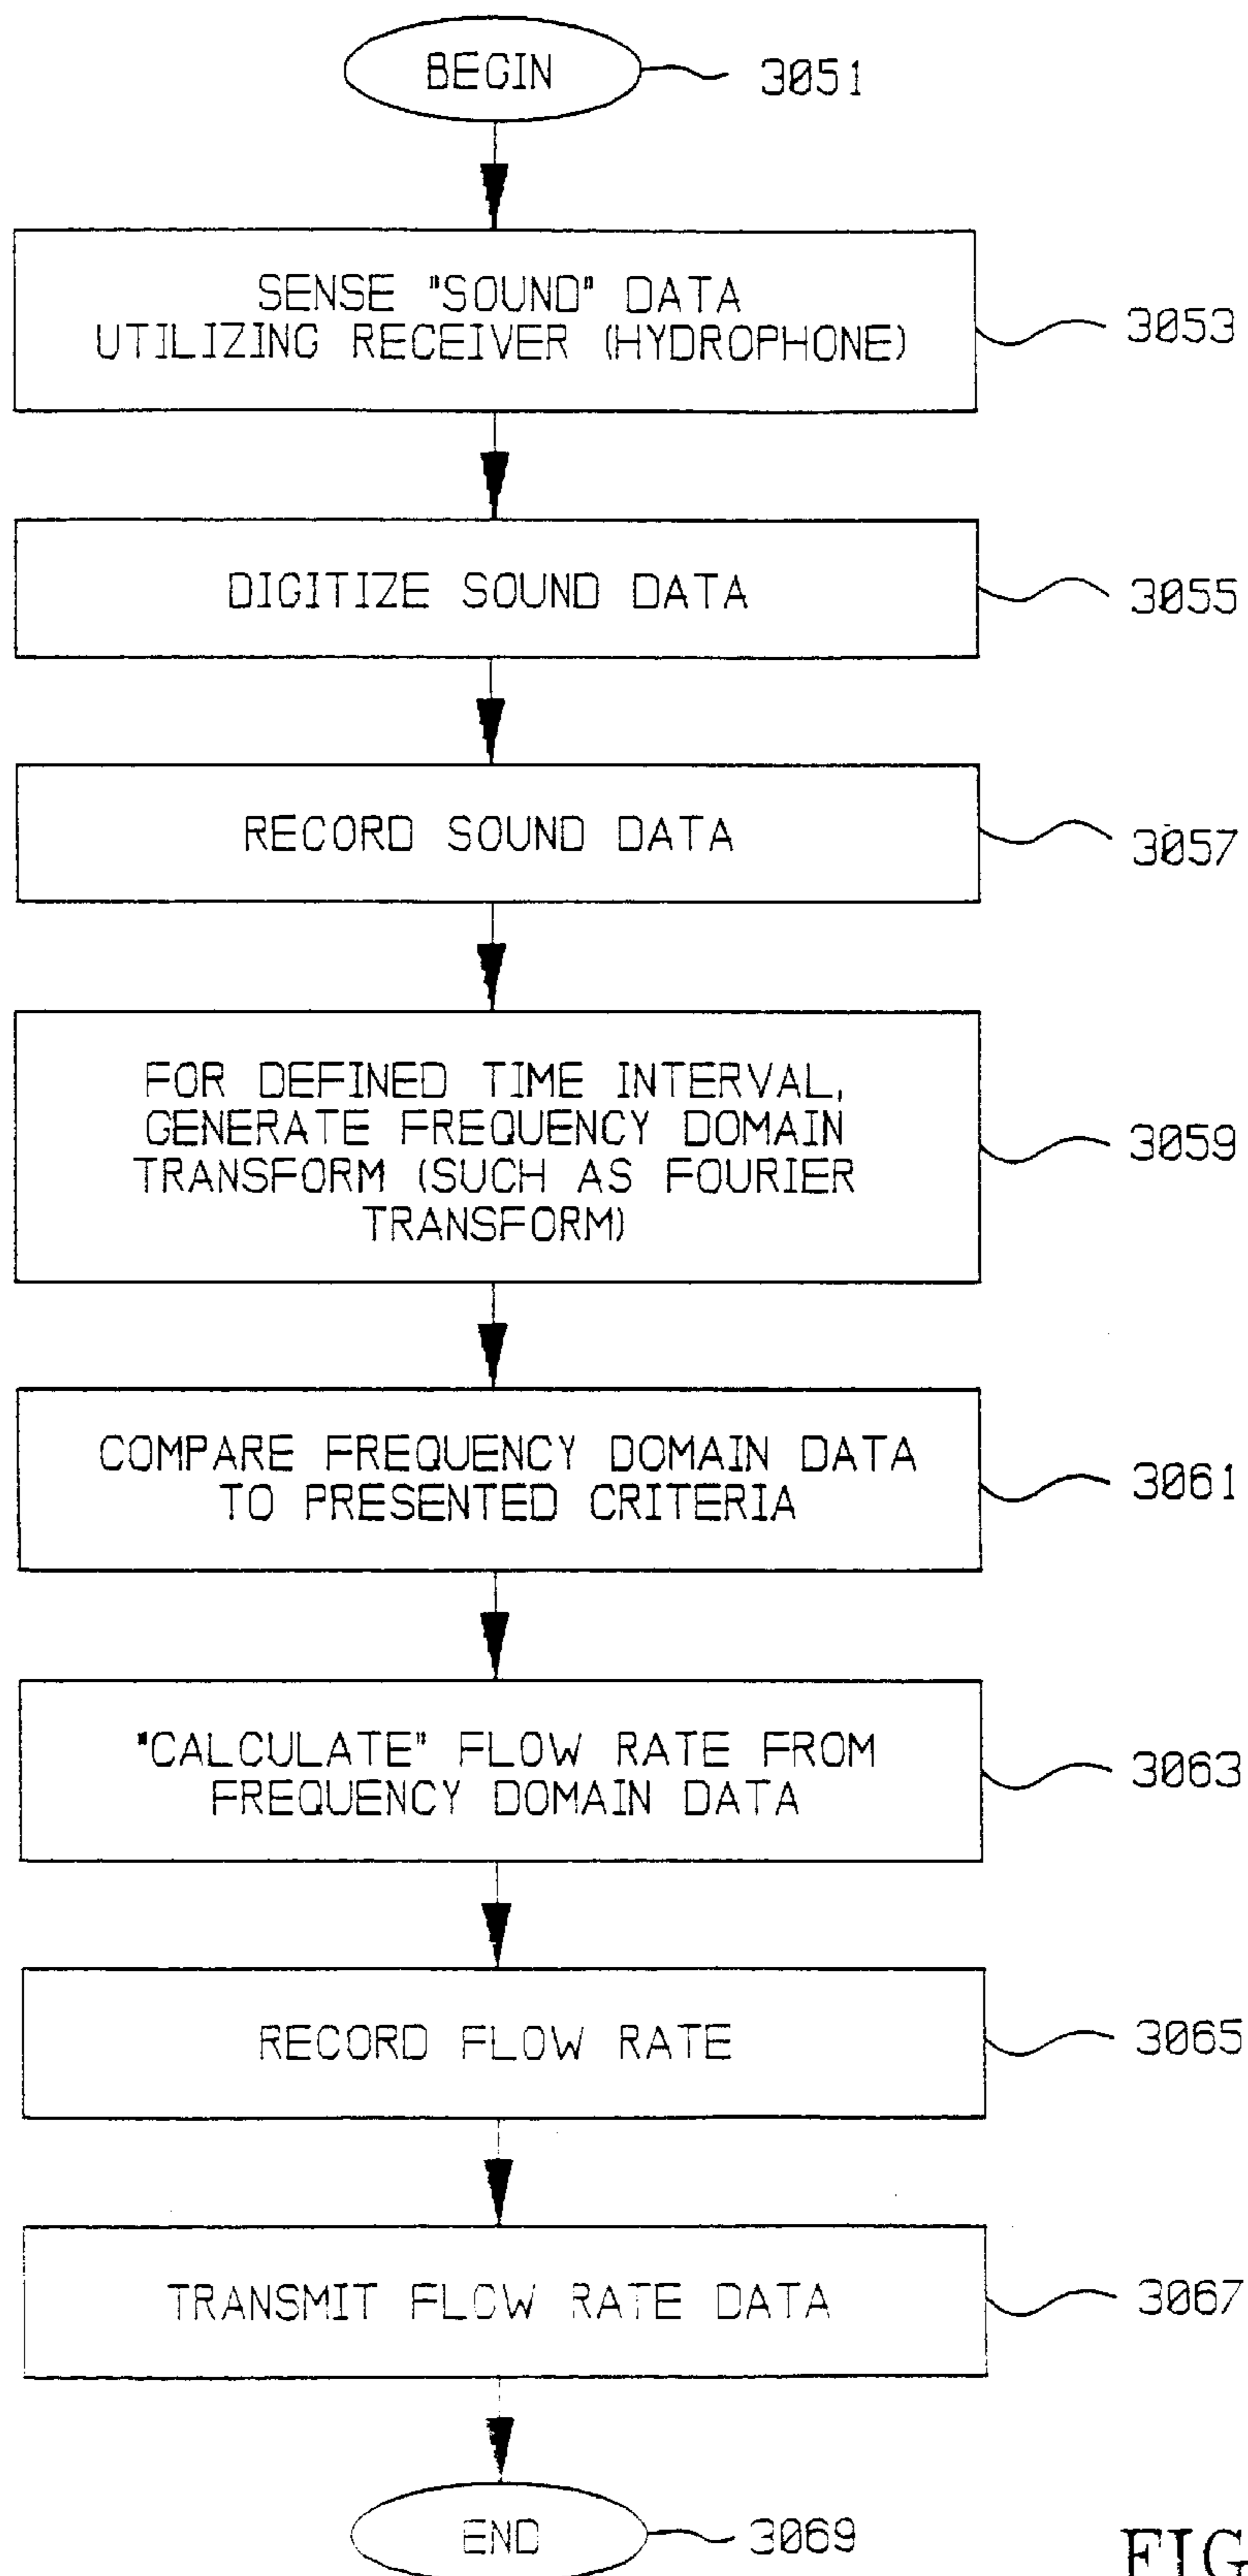 BEGIN 3051
SENSE "SOUND" DATA
UTILIZING RECEIVER (HYDROPHONE) 3053
DIGITIZE SOUND DATA 3055
RECORD SOUND DATA 3057
FOR DEFINED TIME INTERVAL,
GENERATE FREQUENCY DOMAIN
TRANSFORM (SUCH AS FOURIER
TRANSFORM) 3059
COMPARE FREQUENCY DOMAIN DATA
TO PRESENTED CRITERIA 3061
"CALCULATE" FLOW RATE FROM
FREQUENCY DOMAIN DATA 3063
RECORD FLOW RATE 3065
TRANSMIT FLOW RATE DATA 3067
END 3069
FIG